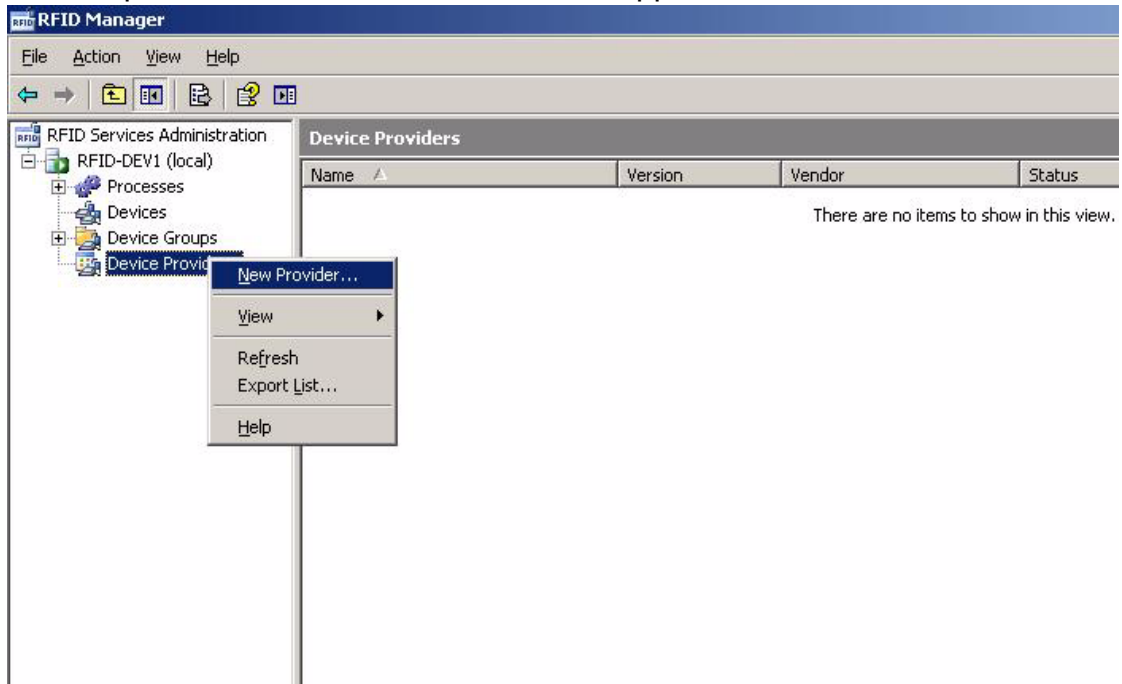 RFID RFID Manager
File Action View Help
RFID RFID Services Administration
RFID-DEV1 (local)
Processes
Devices
Device Groups
Device Provid
New Provider...
View
Refresh
Export List...
Help
Device Providers
Name Version Vendor Status
There are no items to show in this view.